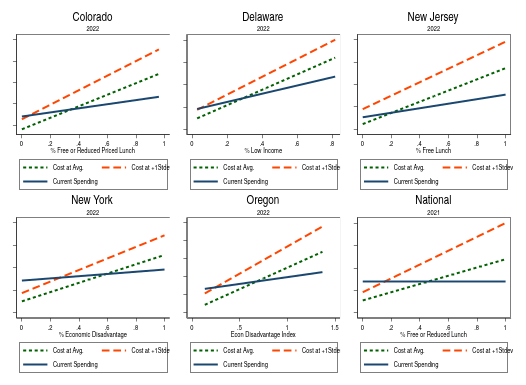 Colorado
2022
0 .2 .4 .6 .8 1
% Free or Reduced Priced Lunch
Cost at Avg. Cost at +1Stde
Current Spending
Delaware
2022
0 .2 .4 .6 .8
% Low Income
Cost at Avg. Cost at +1Stde
Current Spending
New Jersey
2022
0 .2 .4 .6 .8 1
% Free Lunch
Cost at Avg. Cost at +1Stdev
Current Spending
New York
2022
0 .2 .4 .6 .8 1
% Economic Disadvantage
Cost at Avg. Cost at +1Stde
Current Spending
Oregon
2022
0 .5 1 1.5
Econ Disadvantage Index
Cost at Avg. Cost at +1Stde
Current Spending
National
2021
0 .2 .4 .6 .8 1
% Free or Reduced Lunch
Cost at Avg. Cost at +1Stdev
Current Spending